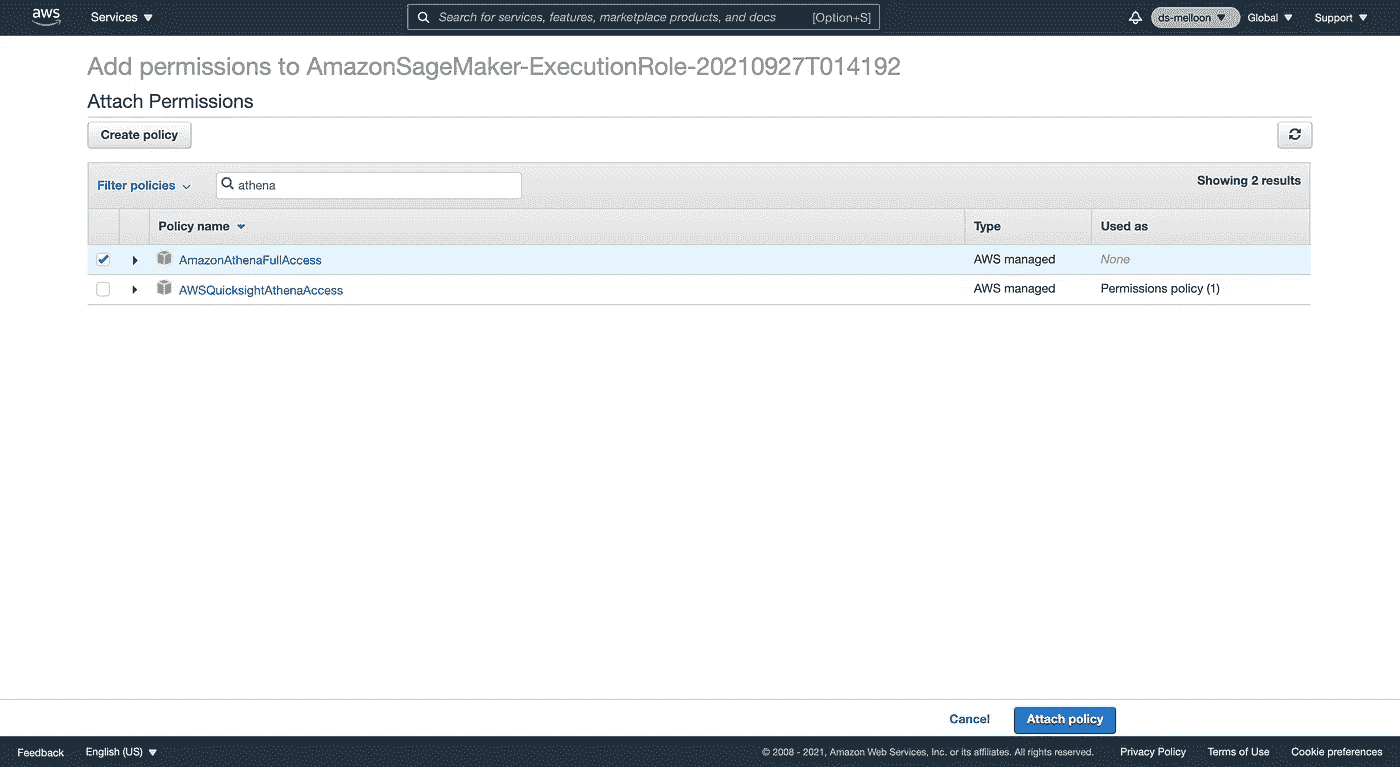 aws Services Search for services, features, marketplace products, and docs [Option+S] ds-melloon Global Support
Add permissions to AmazonSageMaker-ExecutionRole-20210927T014192
Attach Permissions
Create policy
Filter policies athena Showing 2 results
Policy name Type Used as
AmazonAthenaFullAccess AWS managed None
AWSQuicksightAthenaAccess AWS managed Permissions policy (1)
Cancel Attach policy
Feedback English (US) © 2008 - 2021, Amazon Web Services, Inc. or its affiliates. All rights reserved. Privacy Policy Terms of Use Cookie preferences